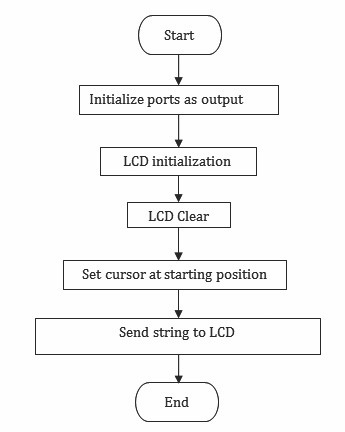 Start
Initialize ports as output
LCD initialization
LCD Clear
Set cursor at starting position
Send string to LCD
End